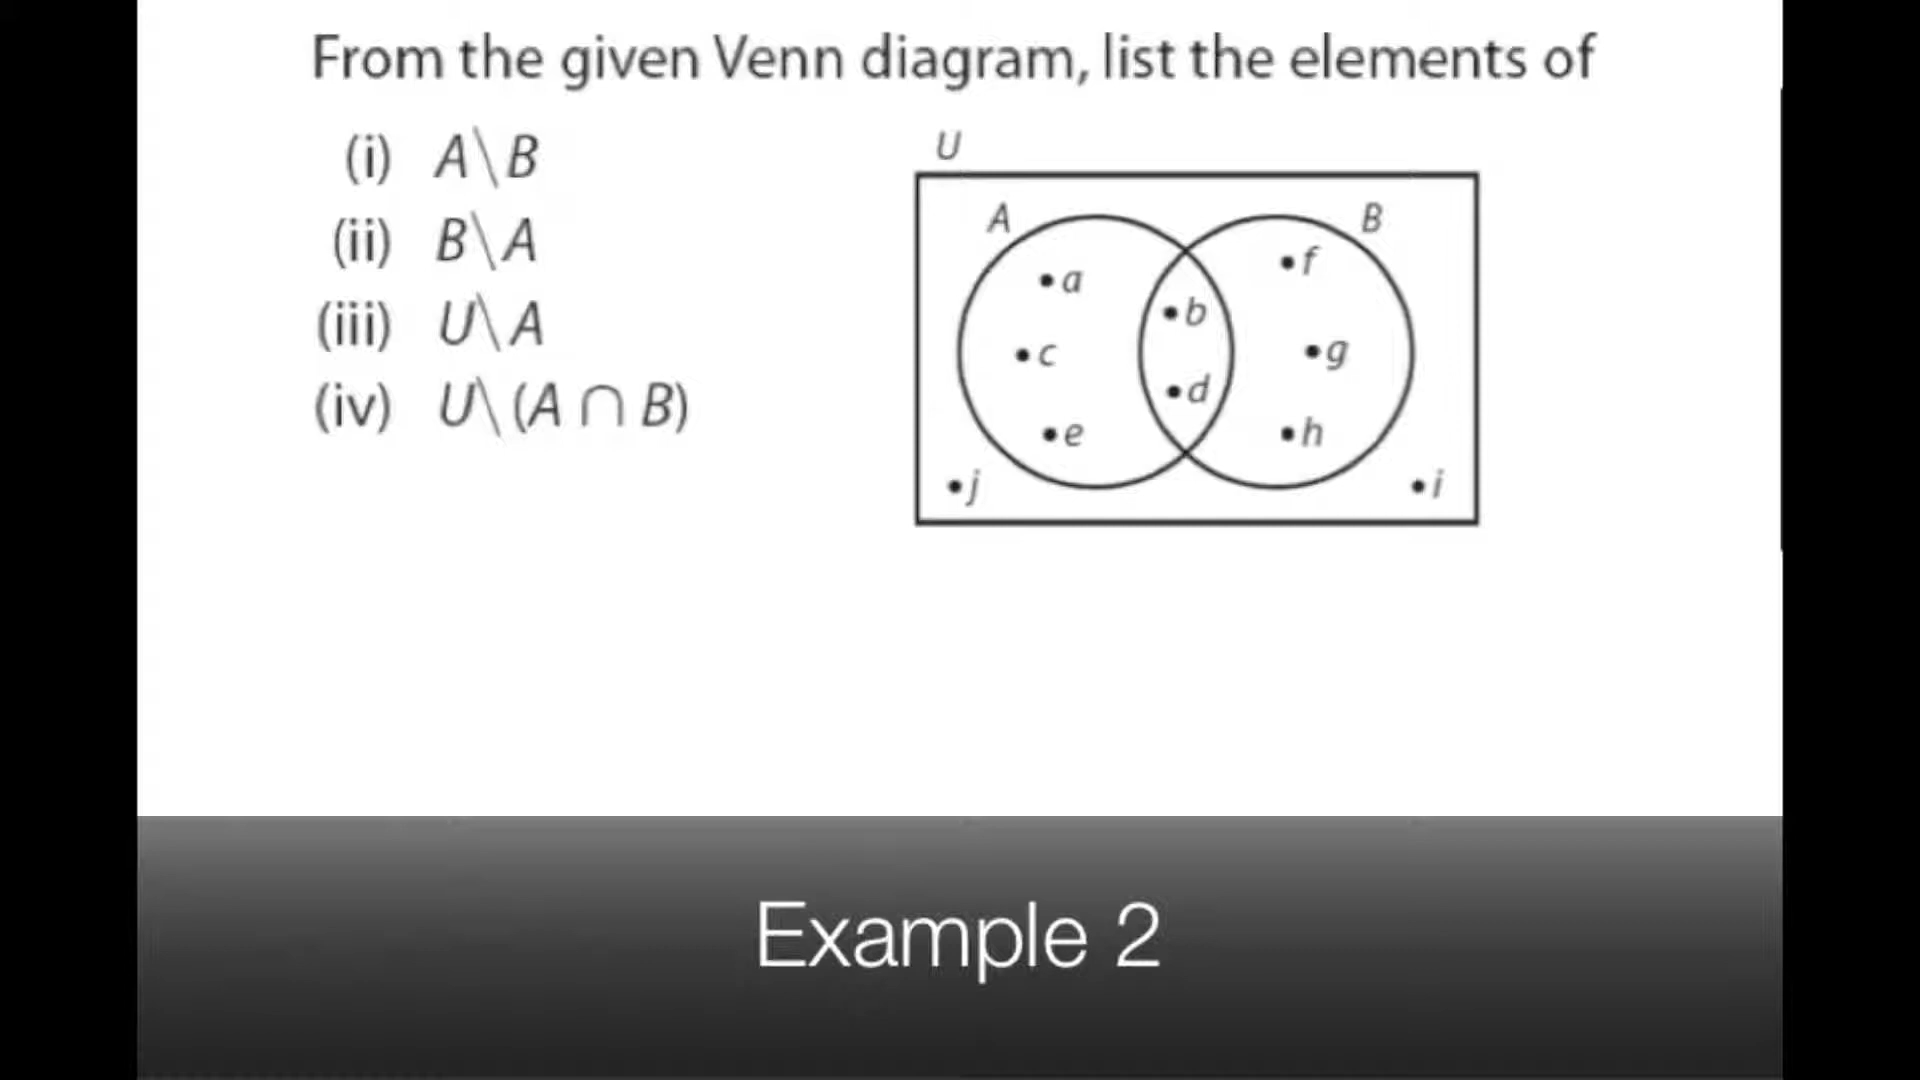 From the given Venn diagram, list the elements of
(i) A\B
(ii) B\A
(iii) U\A
(iv) U\(A ∩ B)
U
A
B
•a
•f
•b
•c
•g
•d
•e
•h
•j
•i
Example 2